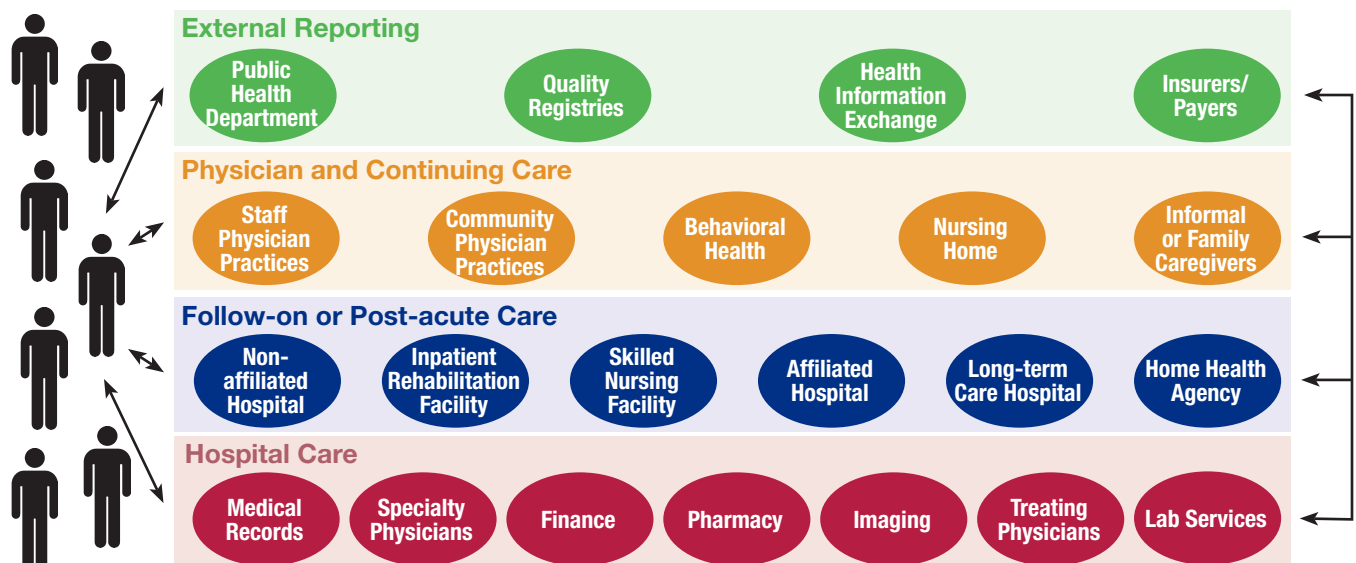 External Reporting
Public
Health
Department
Quality
Registries
Health
Information
Exchange
Insurers/
Payers
Physician and Continuing Care
Staff
Physician
Practices
Community
Physician
Practices
Behavioral
Health
Nursing
Home
Informal
or Family
Caregivers
Follow-on or Post-acute Care
Non-
affiliated
Hospital
Inpatient
Rehabilitation
Facility
Skilled
Nursing
Facility
Affiliated
Hospital
Long-term
Care Hospital
Home Health
Agency
Hospital Care
Medical
Records
Specialty
Physicians
Finance
Pharmacy
Imaging
Treating
Physicians
Lab Services